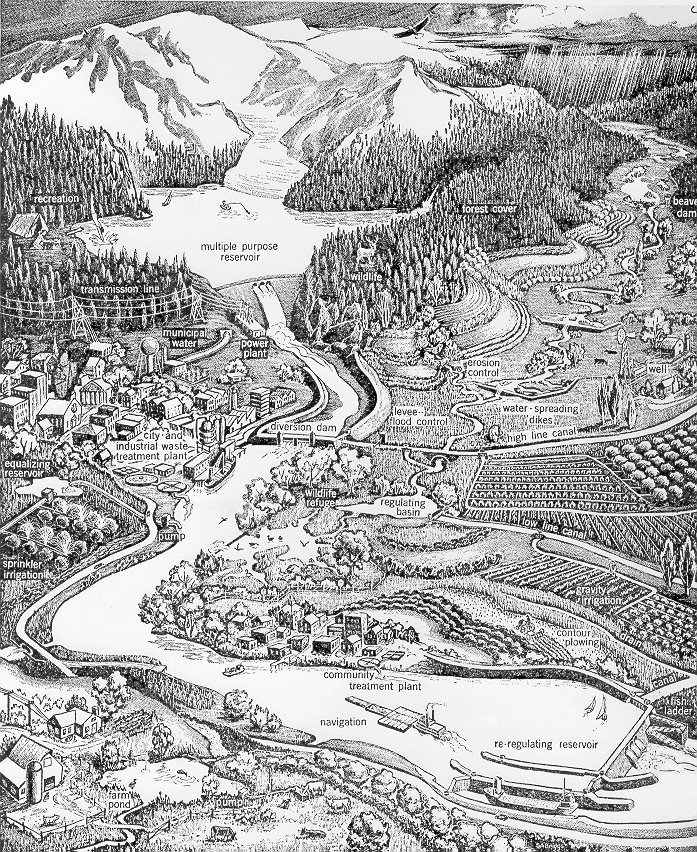 recreation
beaver
dam
forest cover
multiple purpose
reservoir
wildlife
transmission line
municipal
water
power
plant
erosion
control
well
levee--
flood control
water-spreading
dikes
diversion dam
high line canal
city and
industrial waste
treatment plant
equalizing
reservoir
wildlife
refuge
regulating
basin
low line canal
pump
sprinkler
irrigation
gravity
irrigation
contour
plowing
drain
canal
community
treatment plant
fish
ladder
navigation
re-regulating reservoir
farm
pond
pump